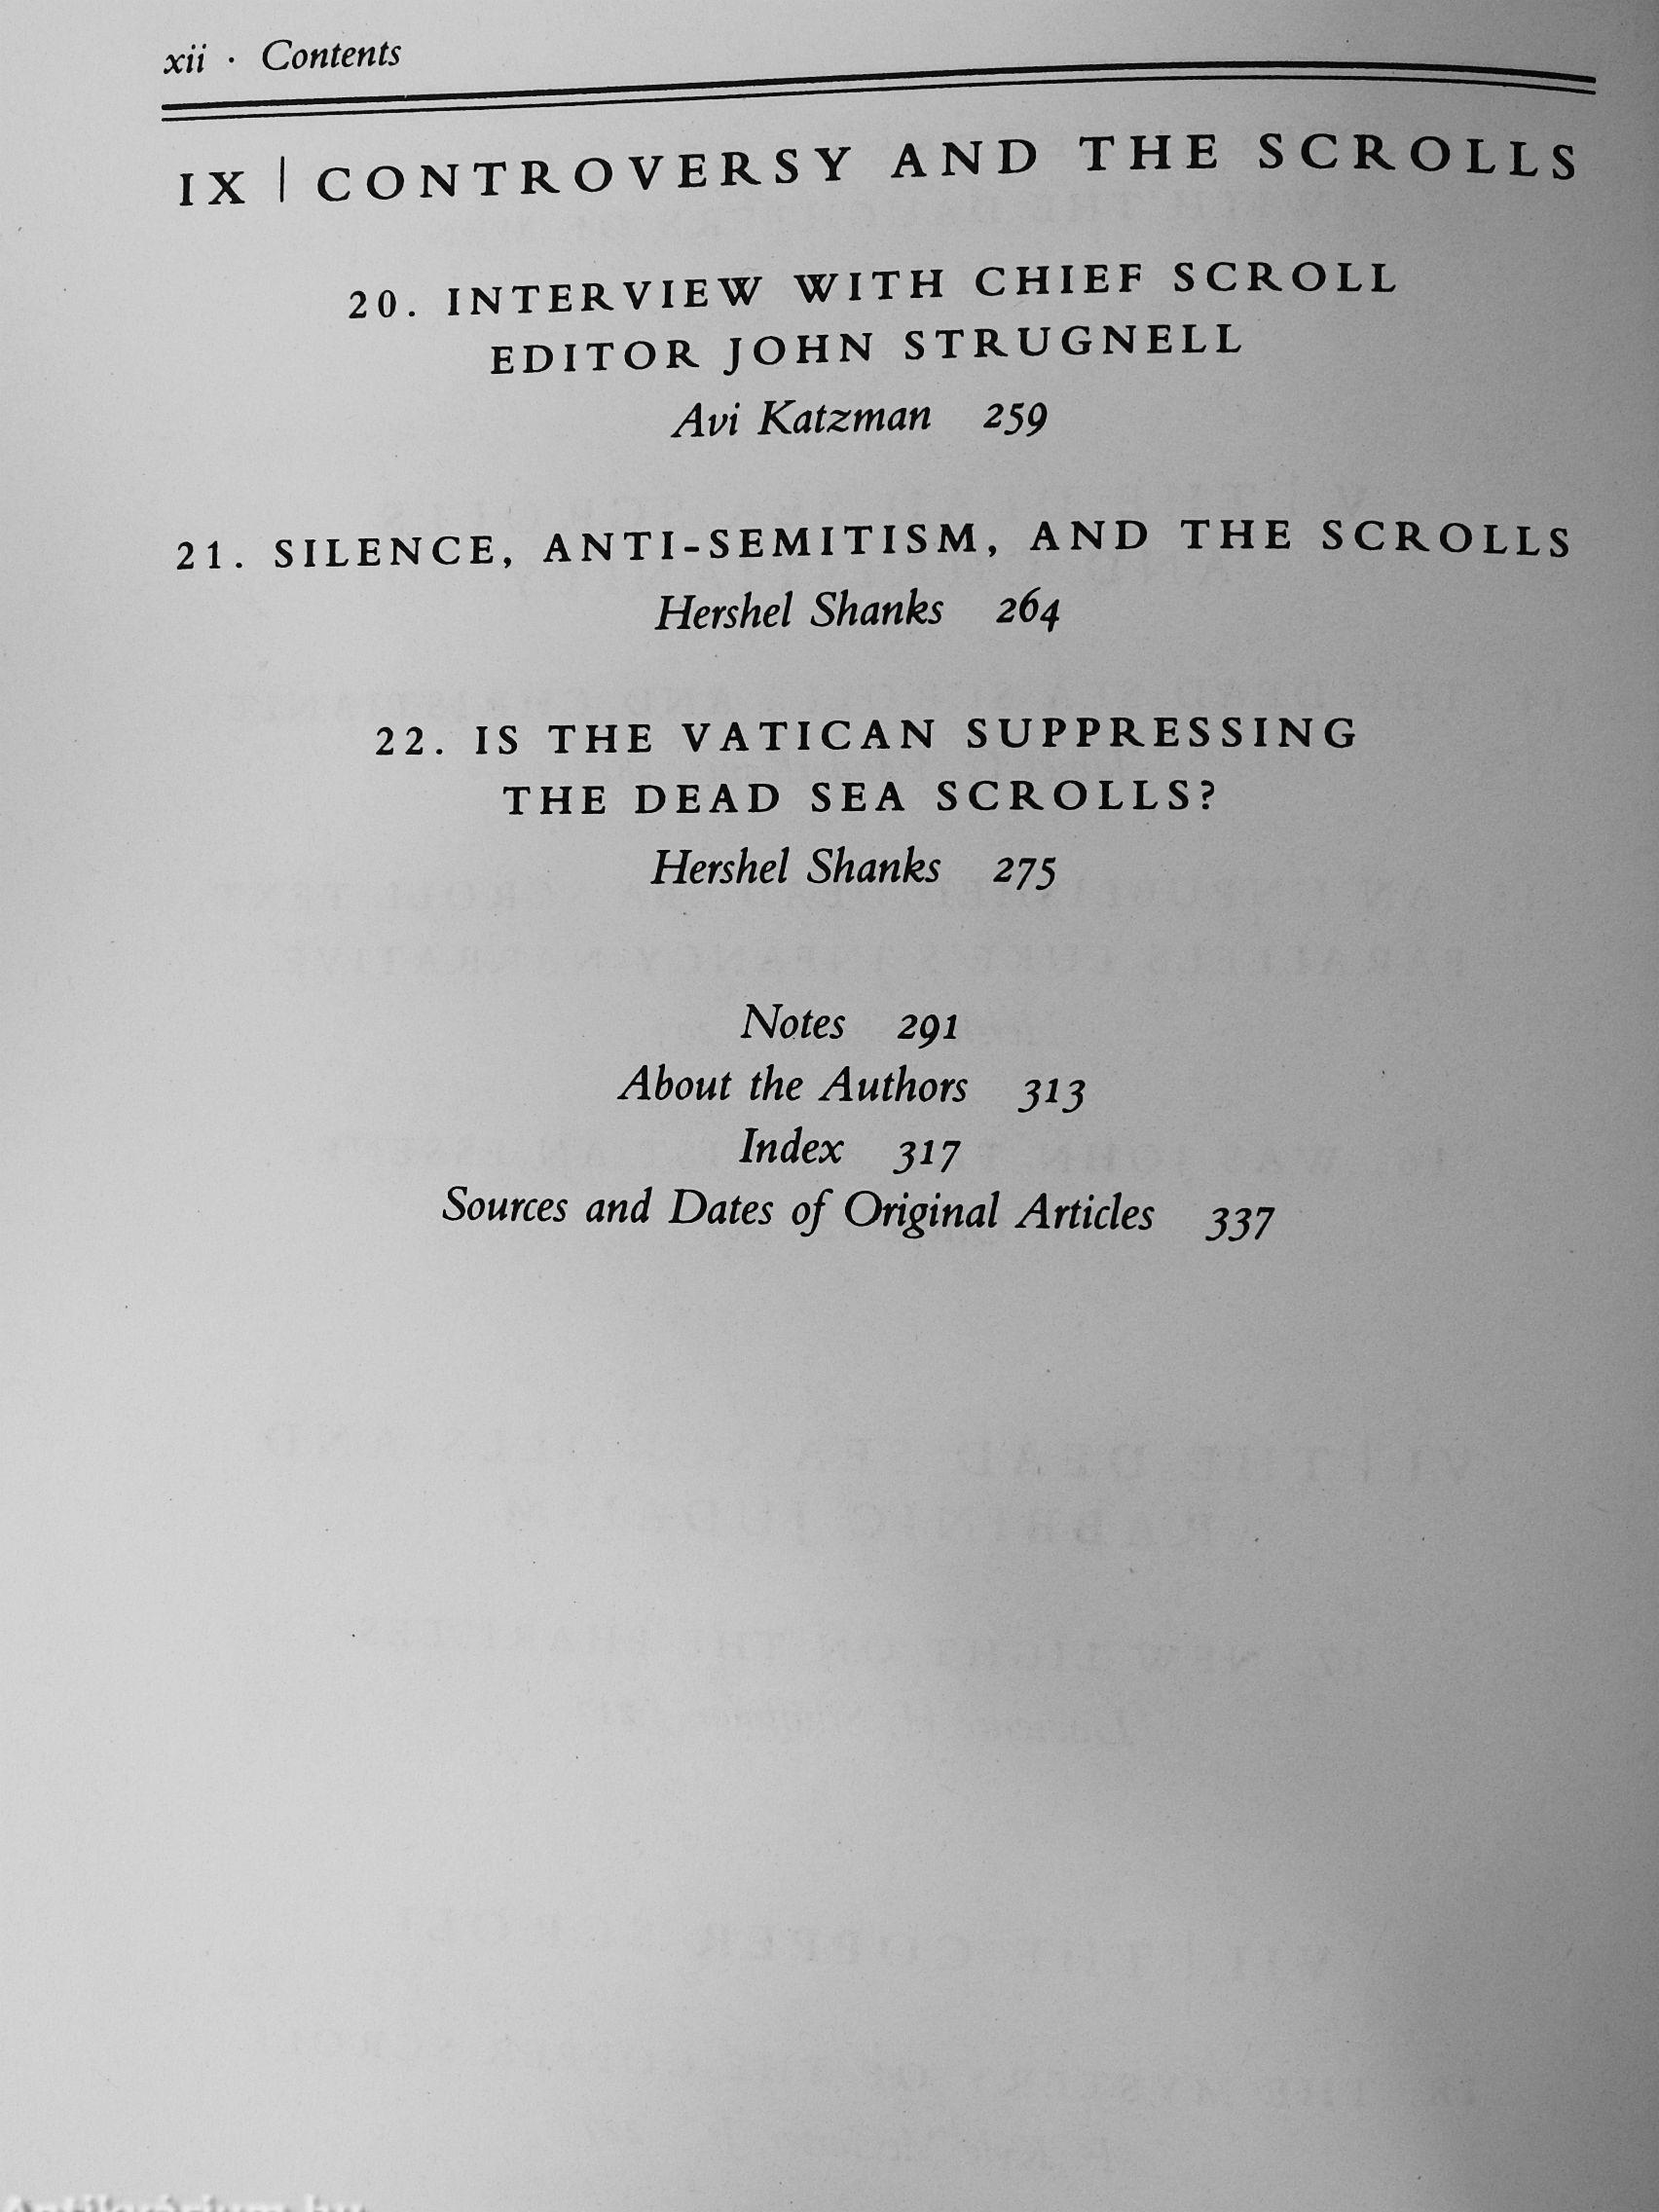 xii · Contents
IX | CONTROVERSY AND THE SCROLLS
20. INTERVIEW WITH CHIEF SCROLL
EDITOR JOHN STRUGNELL
Avi Katzman 259
21. SILENCE, ANTI-SEMITISM, AND THE SCROLLS
Hershel Shanks 264
22. IS THE VATICAN SUPPRESSING
THE DEAD SEA SCROLLS?
Hershel Shanks 275
Notes 291
About the Authors 313
Index 317
Sources and Dates of Original Articles 337